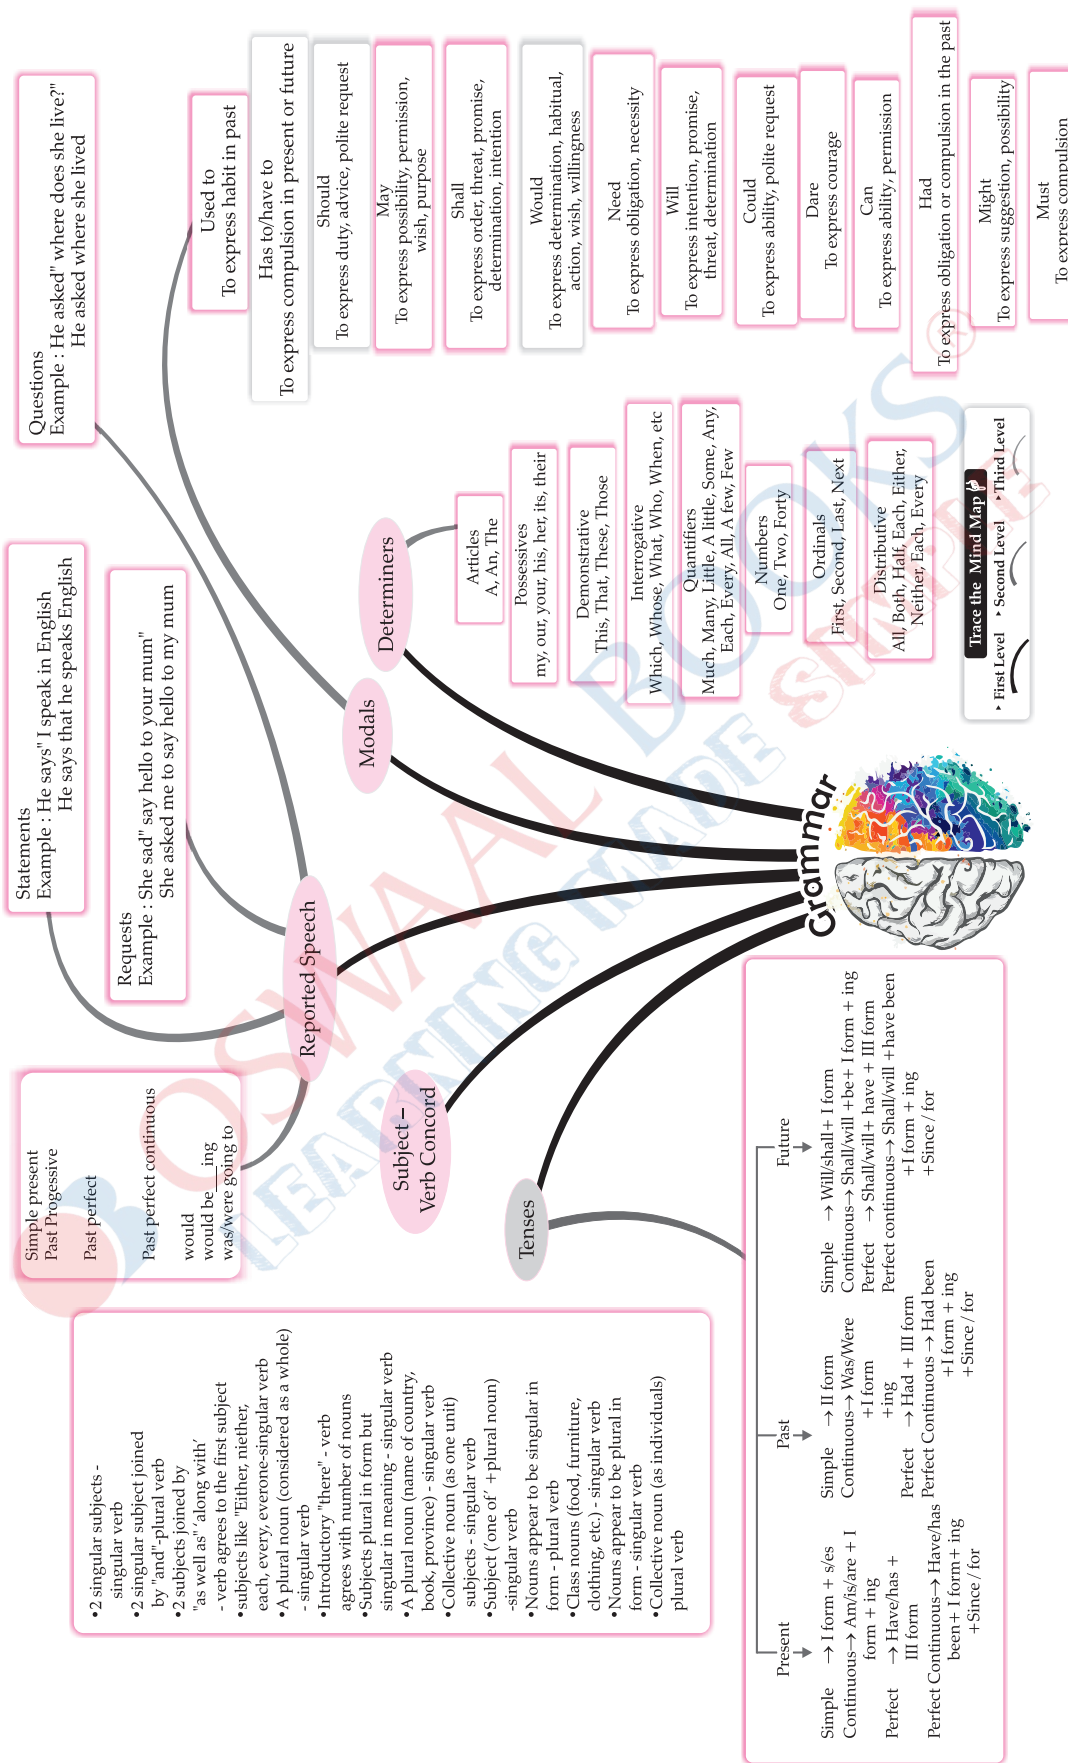 Grammar
Tenses
Present
Simple → I form + s/es
Continuous→ Am/is/are + I
form + ing
Perfect → Have/has +
III form
Perfect Continuous→ Have/has
been+ I form+ ing
+Since / for
Past
Simple → II form
Continuous→ Was/Were
+I form
+ing
Perfect → Had + III form
Perfect Continuous → Had been
+I form + ing
+Since / for
Future
Simple → Will/shall+ I form
Continuous→ Shall/will +be+ I form + ing
Perfect → Shall/will+ have + III form
Perfect continuous→ Shall/will +have been
+I form + ing
+Since / for
Subject –
Verb Concord
•2 singular subjects -
singular verb
•2 singular subject joined
by "and"-plural verb
•2 subjects joined by
"as well as" ‘along with’
- verb agrees to the first subject
•subjects like "Either, niether,
each, every, everone-singular verb
•A plural noun (considered as a whole)
- singular verb
•Introductory "there" - verb
agrees with number of nouns
•Subjects plural in form but
singular in meaning - singular verb
•A plural noun (name of country,
book, province) - singular verb
•Collective noun (as one unit)
subjects - singular verb
•Subject (‘one of’ +plural noun)
-singular verb
•Nouns appear to be singular in
form - plural verb
•Class nouns (food, furniture,
clothing, etc.) - singular verb
•Nouns appear to be plural in
form - singular verb
•Collective noun (as individuals)
plural verb
Reported Speech
Simple present
Past Progessive
Past perfect
Past perfect continuous
would
would be___ing
was/were going to
Statements
Example : He says" I speak in English
He says that he speaks English
Requests
Example : She sad" say hello to your mum"
She asked me to say hello to my mum
Questions
Example : He asked" where does she live?"
He asked where she lived
Modals
Used to
To express habit in past
Has to/have to
To express compulsion in present or future
Should
To express duty, advice, polite request
May
To express possibility, permission,
wish, purpose
Shall
To express order, threat, promise,
determination, intention
Would
To express determination, habitual,
action, wish, willingness
Need
To express obligation, necessity
Will
To express intention, promise,
threat, determination
Could
To express ability, polite request
Dare
To express courage
Can
To express ability, permission
Had
To express obligation or compulsion in the past
Might
To express suggestion, possibility
Must
To express compulsion
Determiners
Articles
A, An, The
Possessives
my, our, your, his, her, its, their
Demonstrative
This, That, These, Those
Interrogative
Which, Whose, What, Who, When, etc
Quantifiers
Much, Many, Little, A little, Some, Any,
Each, Every, All, A few, Few
Numbers
One, Two, Forty
Ordinals
First, Second, Last, Next
Distributive
All, Both, Half, Each, Either,
Neither, Each, Every
Trace the Mind Map
▸ First Level ▸ Second Level ▸ Third Level
OSWAAL BOOKS®
LEARNING MADE SIMPLE